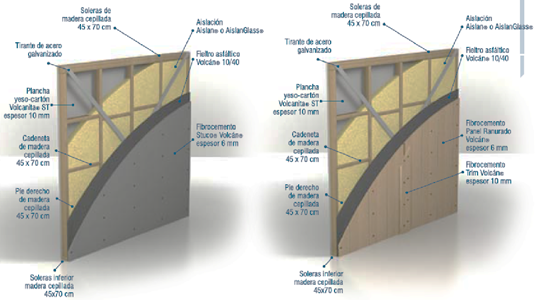 Soleras de
madera cepillada
45 x 70 cm
Aislación
Aislan® o AislanGlass®
Tirante de acero
galvanizado
Fieltro asfáltico
Volcán® 10/40
Plancha
yeso-cartón
Volcanita® ST
espesor 10 mm
Fibrocemento
Stucco® Volcán®
espesor 6 mm
Cadeneta
de madera
cepillada
45 x 70 cm
Pie derecho
de madera
cepillada
45 x 70 cm
Soleras inferior
madera cepillada
45x70 cm
Soleras de
madera cepillada
45 x 70 cm
Aislación
Aislan® o AislanGlass®
Tirante de acero
galvanizado
Fieltro asfáltico
Volcán® 10/40
Plancha
yeso-cartón
Volcanita® ST
espesor 10 mm
Fibrocemento
Panel Ranurado
Volcán®
espesor 6 mm
Cadeneta
de madera
cepillada
45 x 70 cm
Fibrocemento
Trim Volcán®
espesor 10 mm
Pie derecho
de madera
cepillada
45 x 70 cm
Soleras inferior
madera cepillada
45x70 cm